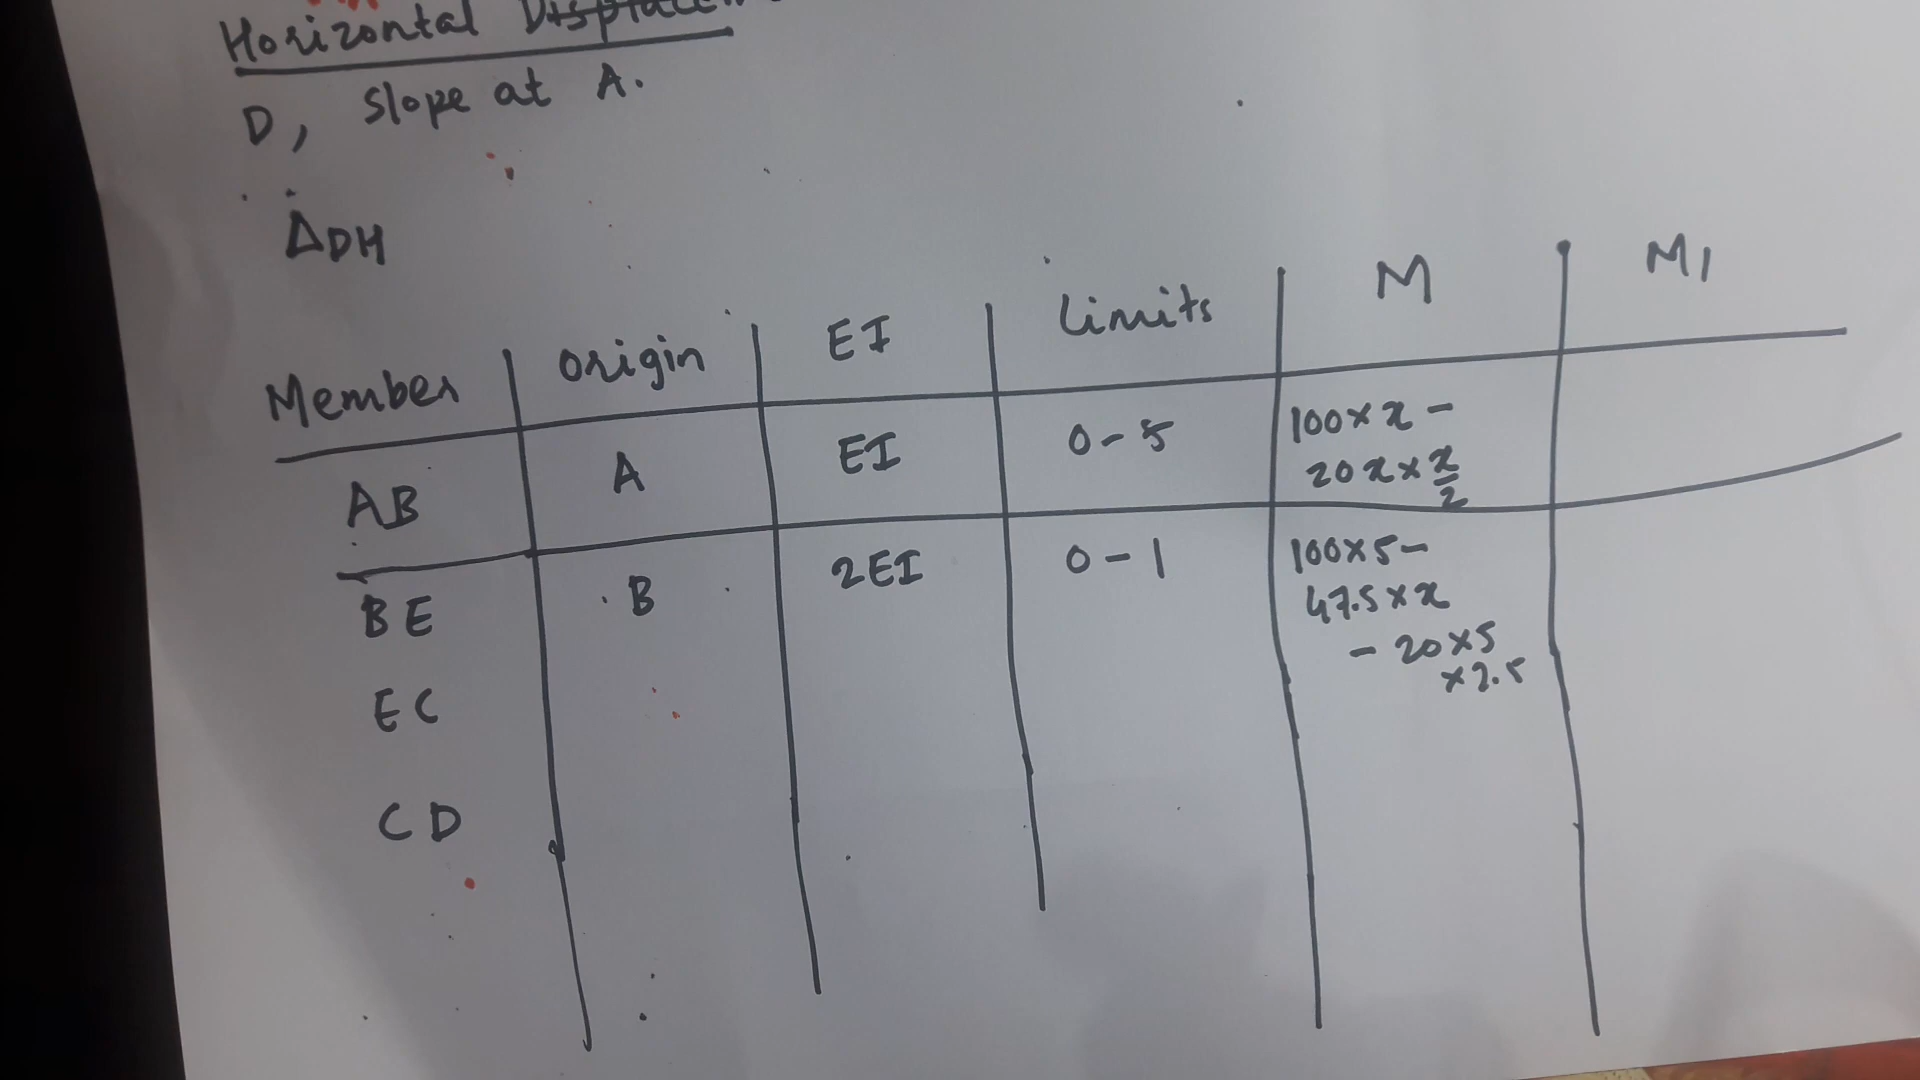 Horizontal
D, slope at A.
ΔDH
Member origin EI limits M M1
AB A EI 0-5 100×x - 20x×x/2
BE B 2EI 0-1 100×5- 47.5×x - 20×5 ×2.5
EC
CD